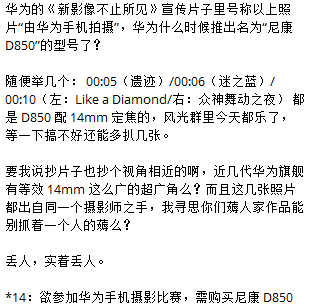 华为的《新影像不止所见》宣传片子里号称以上照
片“由华为手机拍摄”，华为什么时候推出名为“尼康
D850”的型号了？
随便举几个： 00:05（遗迹）/00:06（迷之蓝）/
00:10（左：Like a Diamond/右：众神舞动之夜） 都
是 D850 配 14mm 定焦的，风光群里今天都乐了，
等一下搞不好还能多扒几张。
要我说抄片子也抄个视角相近的啊，近几代华为旗舰
有等效 14mm 这么广的超广角么？而且这几张照片
都出自同一个摄影师之手，我寻思你们薅人家作品能
别抓着一个人的薅么？
丢人，实着丢人。
*14：欲参加华为手机摄影比赛，需购买尼康 D850